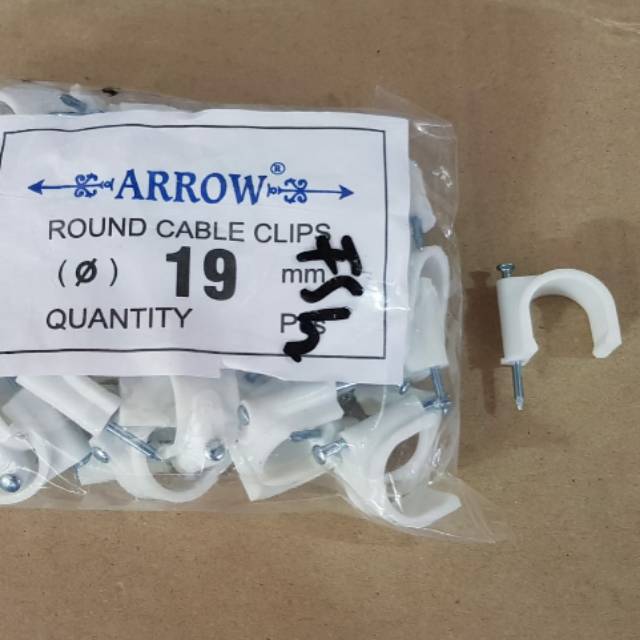 ARROW®
ROUND CABLE CLIPS
(Ø) 19 mm
QUANTITY Pcs